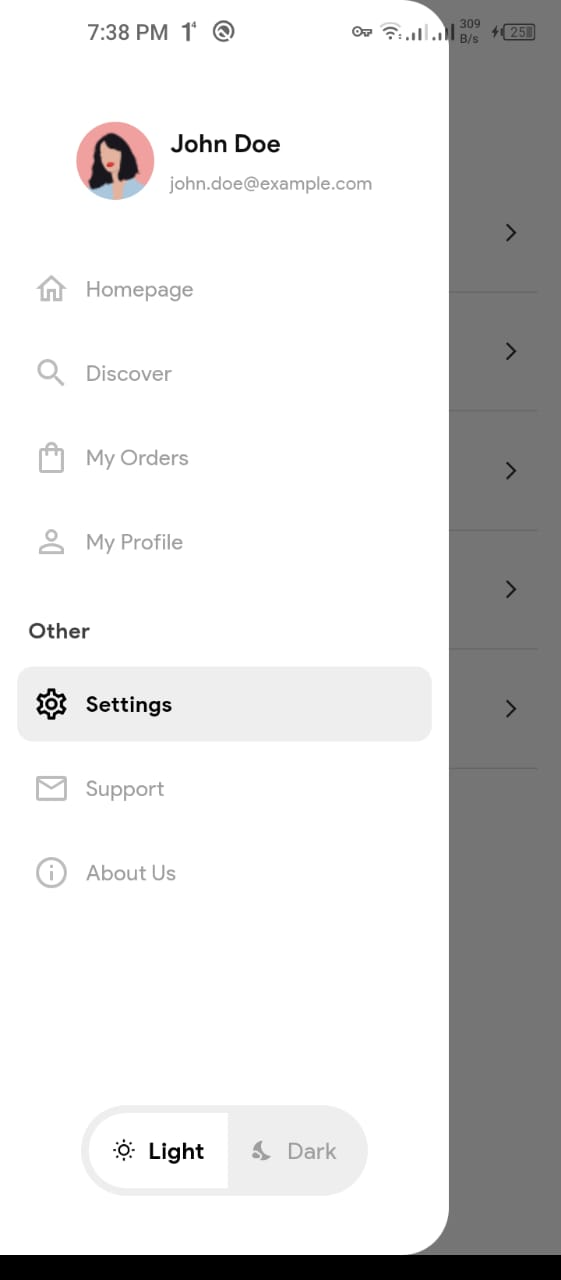 7:38 PM
309
B/s
25
John Doe
john.doe@example.com
Homepage
Discover
My Orders
My Profile
Other
Settings
Support
About Us
Light
Dark